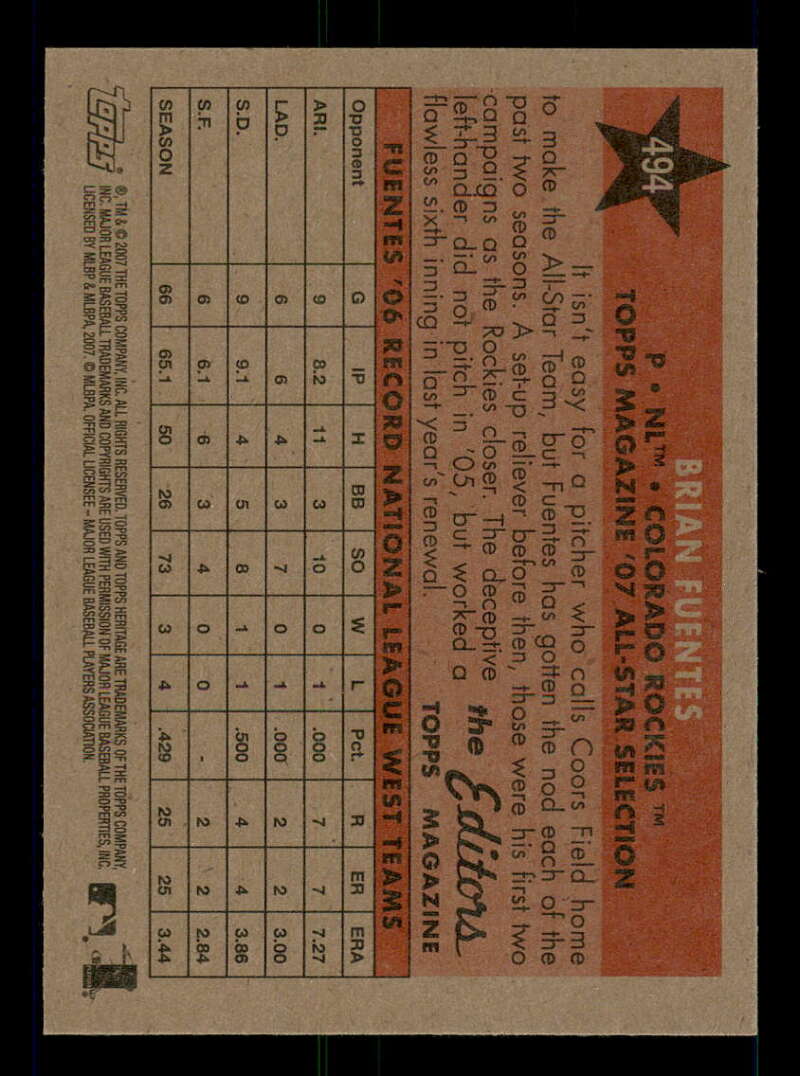 494
BRIAN FUENTES
P • NL™ • COLORADO ROCKIES™
TOPPS MAGAZINE '07 ALL-STAR SELECTION
It isn't easy for a pitcher who calls Coors Field home
to make the All-Star Team, but Fuentes has gotten the nod each of the
past two seasons. A set-up reliever before then, those were his first two
campaigns as the Rockies closer. The deceptive
left-hander did not pitch in '05, but worked a
flawless sixth inning in last year's renewal.
the Editors
TOPPS MAGAZINE
FUENTES '06 RECORD NATIONAL LEAGUE WEST TEAMS
Opponent G IP H BB SO W L Pct. R ER ERA
ARI. 9 8.2 11 3 10 0 1 .000 7 7 7.27
LAD. 6 6 4 3 7 0 1 .000 2 2 3.00
S.D. 9 9.1 4 5 8 1 1 .500 4 4 3.86
S.F. 6 6.1 6 3 4 0 0 - 2 2 2.84
SEASON 66 65.1 50 26 73 3 4 .429 25 25 3.44
Topps
®, TM & © 2007 THE TOPPS COMPANY, INC. ALL RIGHTS RESERVED. TOPPS AND TOPPS HERITAGE ARE TRADEMARKS OF THE TOPPS COMPANY,
INC. MAJOR LEAGUE BASEBALL TRADEMARKS AND COPYRIGHTS ARE USED WITH PERMISSION OF MAJOR LEAGUE BASEBALL PROPERTIES, INC.
LICENSED BY MLBP & MLBPA, 2007. © MLBPA. OFFICIAL LICENSEE – MAJOR LEAGUE BASEBALL PLAYERS ASSOCIATION.